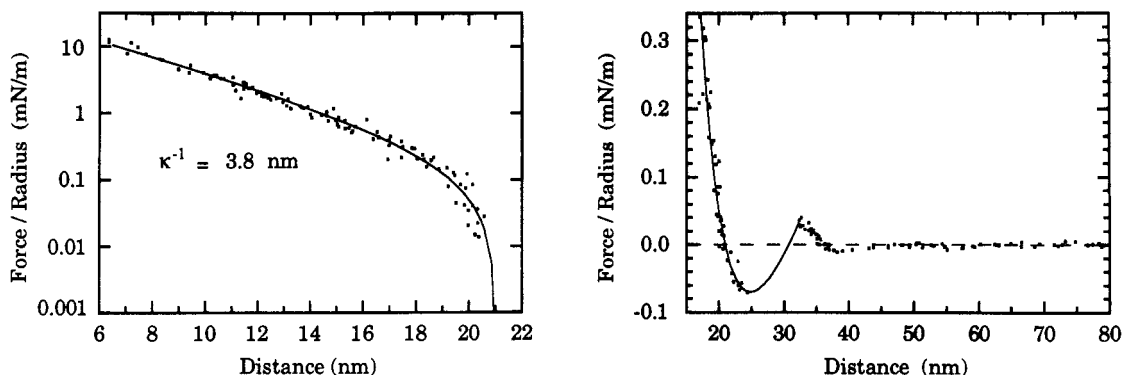 Force / Radius (mN/m)
10
1
0.1
0.01
0.001
κ⁻¹ = 3.8 nm
6 8 10 12 14 16 18 20 22
Distance (nm)
Force / Radius (mN/m)
0.3
0.2
0.1
0.0
-0.1
20 30 40 50 60 70 80
Distance (nm)